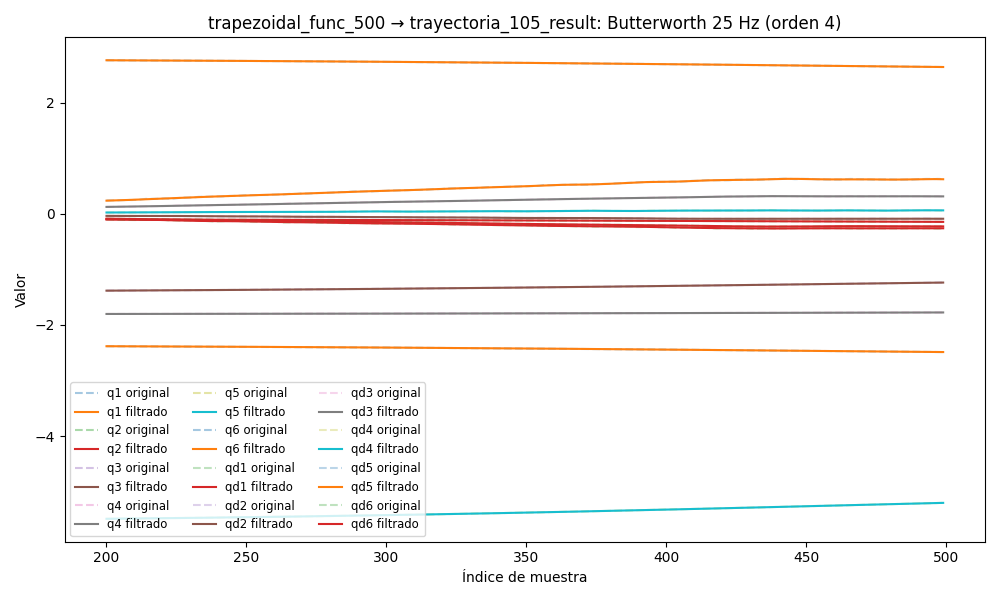 trapezoidal_func_500 → trayectoria_105_result: Butterworth 25 Hz (orden 4)
Valor
2
0
−2
−4
q1 original
q1 filtrado
q2 original
q2 filtrado
q3 original
q3 filtrado
q4 original
q4 filtrado
q5 original
q5 filtrado
q6 original
q6 filtrado
qd1 original
qd1 filtrado
qd2 original
qd2 filtrado
qd3 original
qd3 filtrado
qd4 original
qd4 filtrado
qd5 original
qd5 filtrado
qd6 original
qd6 filtrado
200
250
300
350
400
450
500
Índice de muestra